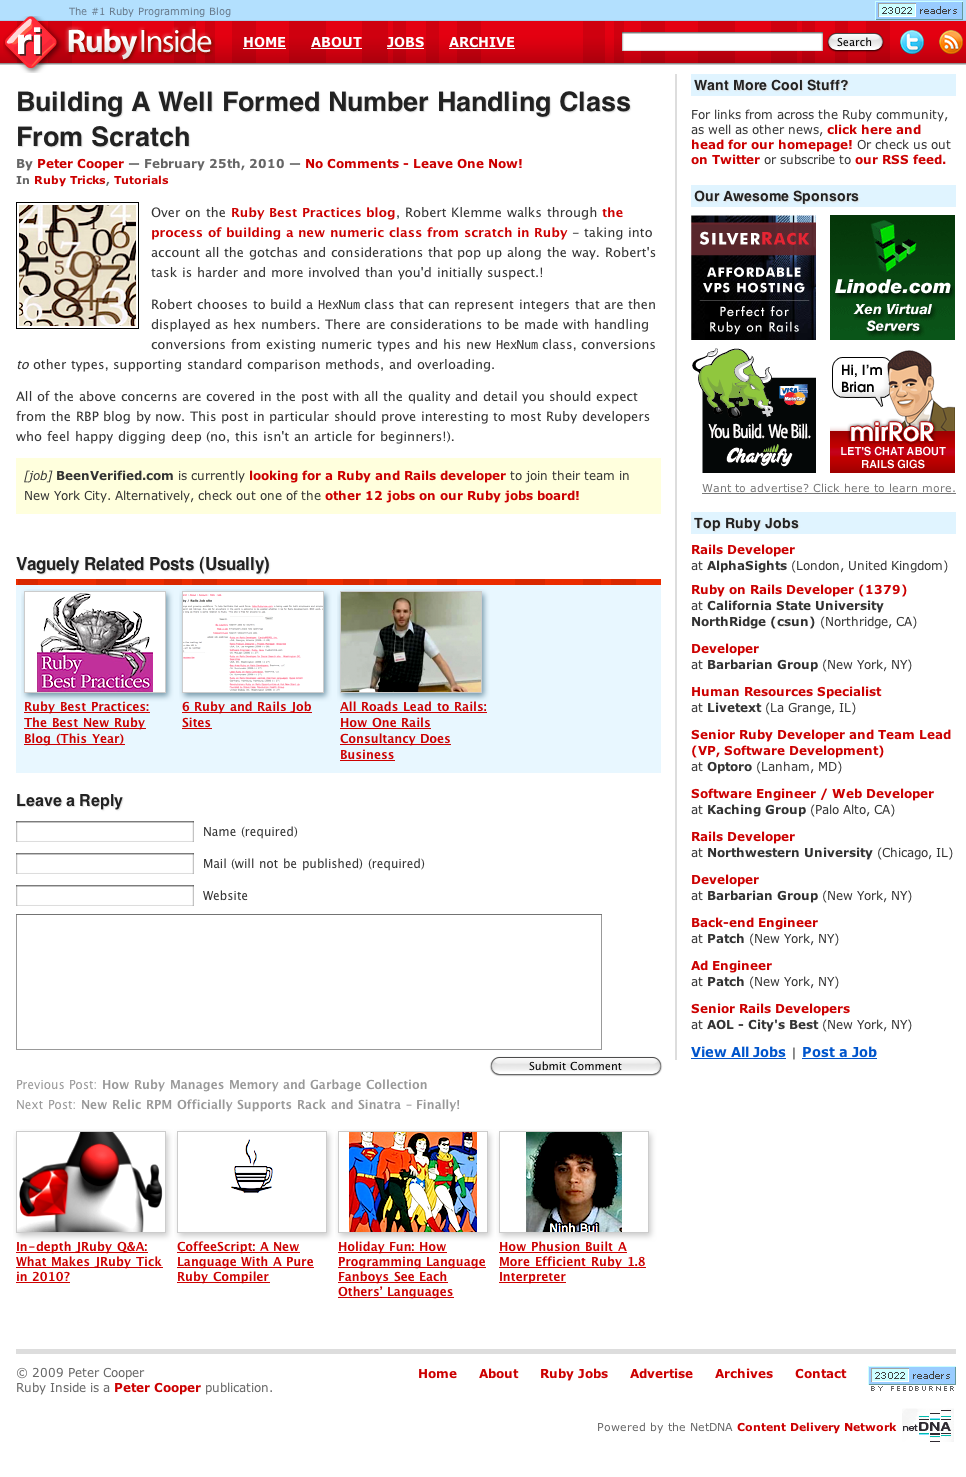 The #1 Ruby Programming Blog
23022 readers
ri RubyInside
HOME ABOUT JOBS ARCHIVE
Search
Building A Well Formed Number Handling Class
From Scratch
By Peter Cooper — February 25th, 2010 — No Comments - Leave One Now!
In Ruby Tricks, Tutorials
Over on the Ruby Best Practices blog, Robert Klemme walks through the
process of building a new numeric class from scratch in Ruby – taking into
account all the gotchas and considerations that pop up along the way. Robert's
task is harder and more involved than you'd initially suspect.!
Robert chooses to build a HexNum class that can represent integers that are then
displayed as hex numbers. There are considerations to be made with handling
conversions from existing numeric types and his new HexNum class, conversions
to other types, supporting standard comparison methods, and overloading.
All of the above concerns are covered in the post with all the quality and detail you should expect
from the RBP blog by now. This post in particular should prove interesting to most Ruby developers
who feel happy digging deep (no, this isn't an article for beginners!).
[job] BeenVerified.com is currently looking for a Ruby and Rails developer to join their team in
New York City. Alternatively, check out one of the other 12 jobs on our Ruby jobs board!
Vaguely Related Posts (Usually)
Ruby
Best Practices
Ruby Best Practices:
The Best New Ruby
Blog (This Year)
6 Ruby and Rails Job
Sites
All Roads Lead to Rails:
How One Rails
Consultancy Does
Business
Leave a Reply
Name (required)
Mail (will not be published) (required)
Website
Submit Comment
Previous Post: How Ruby Manages Memory and Garbage Collection
Next Post: New Relic RPM Officially Supports Rack and Sinatra – Finally!
Ninh Bui
In-depth JRuby Q&A:
What Makes JRuby Tick
in 2010?
CoffeeScript: A New
Language With A Pure
Ruby Compiler
Holiday Fun: How
Programming Language
Fanboys See Each
Others' Languages
How Phusion Built A
More Efficient Ruby 1.8
Interpreter
Want More Cool Stuff?
For links from across the Ruby community,
as well as other news, click here and
head for our homepage! Or check us out
on Twitter or subscribe to our RSS feed.
Our Awesome Sponsors
SILVERRACK
AFFORDABLE
VPS HOSTING
Perfect for
Ruby on Rails
Linode.com
Xen Virtual
Servers
VISA
You Build. We Bill.
Chargify
Hi, I'm
Brian
mirRoR
LET'S CHAT ABOUT
RAILS GIGS
Want to advertise? Click here to learn more.
Top Ruby Jobs
Rails Developer
at AlphaSights (London, United Kingdom)
Ruby on Rails Developer (1379)
at California State University
NorthRidge (csun) (Northridge, CA)
Developer
at Barbarian Group (New York, NY)
Human Resources Specialist
at Livetext (La Grange, IL)
Senior Ruby Developer and Team Lead
(VP, Software Development)
at Optoro (Lanham, MD)
Software Engineer / Web Developer
at Kaching Group (Palo Alto, CA)
Rails Developer
at Northwestern University (Chicago, IL)
Developer
at Barbarian Group (New York, NY)
Back-end Engineer
at Patch (New York, NY)
Ad Engineer
at Patch (New York, NY)
Senior Rails Developers
at AOL - City's Best (New York, NY)
View All Jobs | Post a Job
© 2009 Peter Cooper
Ruby Inside is a Peter Cooper publication.
Home About Ruby Jobs Advertise Archives Contact
23022 readers
BY FEEDBURNER
Powered by the NetDNA Content Delivery Network
netDNA